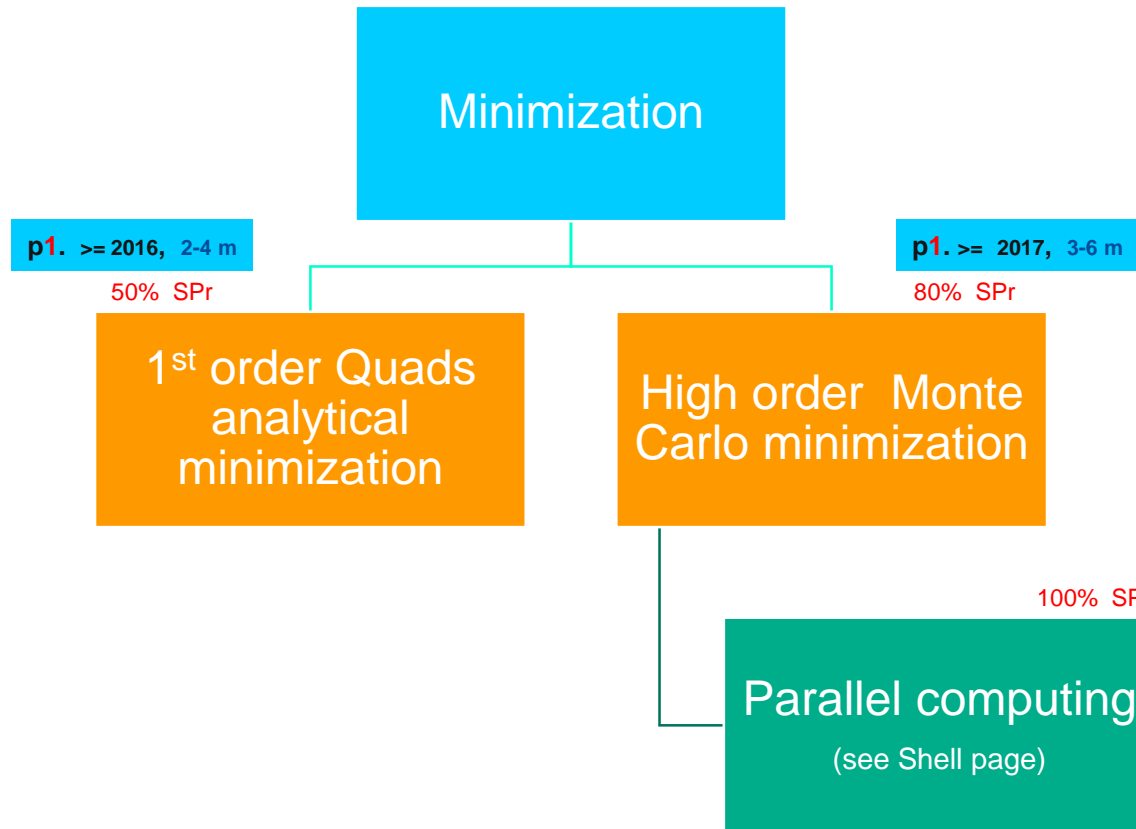 Minimization
p1. >= 2016, 2-4 m
50% SPr
1st order Quads
analytical
minimization
p1. >= 2017, 3-6 m
80% SPr
High order Monte
Carlo minimization
100%
Parallel computing
(see Shell page)